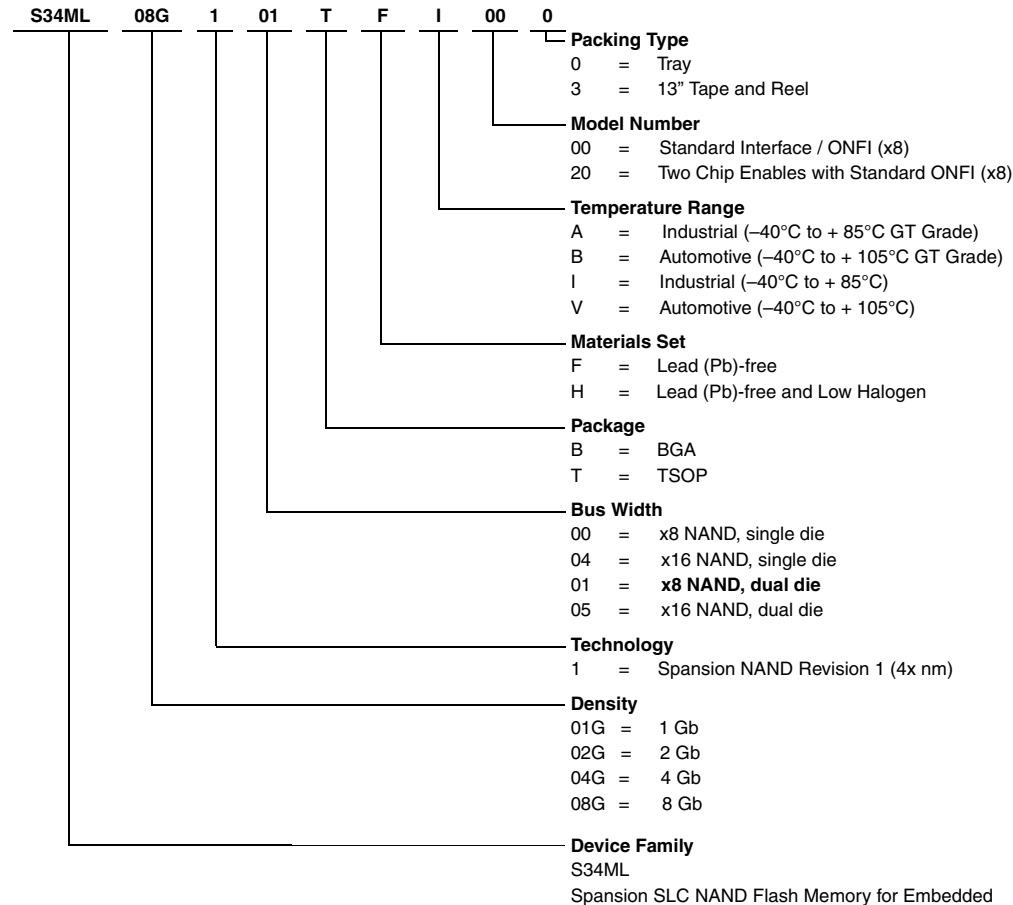 S34ML 08G 1 01 T F I 00 0
Packing Type
0 = Tray
3 = 13” Tape and Reel
Model Number
00 = Standard Interface / ONFI (x8)
20 = Two Chip Enables with Standard ONFI (x8)
Temperature Range
A = Industrial (–40°C to + 85°C GT Grade)
B = Automotive (–40°C to + 105°C GT Grade)
I = Industrial (–40°C to + 85°C)
V = Automotive (–40°C to + 105°C)
Materials Set
F = Lead (Pb)-free
H = Lead (Pb)-free and Low Halogen
Package
B = BGA
T = TSOP
Bus Width
00 = x8 NAND, single die
04 = x16 NAND, single die
01 = x8 NAND, dual die
05 = x16 NAND, dual die
Technology
1 = Spansion NAND Revision 1 (4x nm)
Density
01G = 1 Gb
02G = 2 Gb
04G = 4 Gb
08G = 8 Gb
Device Family
S34ML
Spansion SLC NAND Flash Memory for Embedded